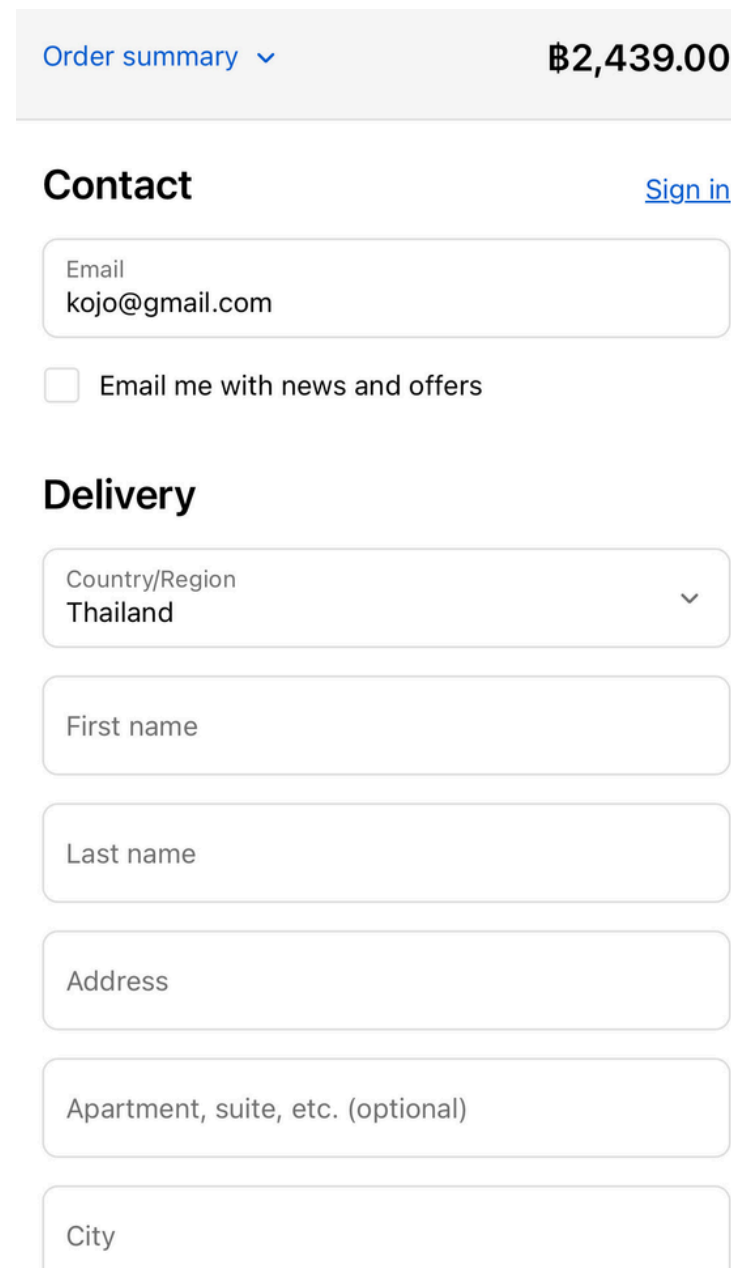 Order summary ฿2,439.00
Contact Sign in
Email
kojo@gmail.com
Email me with news and offers
Delivery
Country/Region
Thailand
First name
Last name
Address
Apartment, suite, etc. (optional)
City